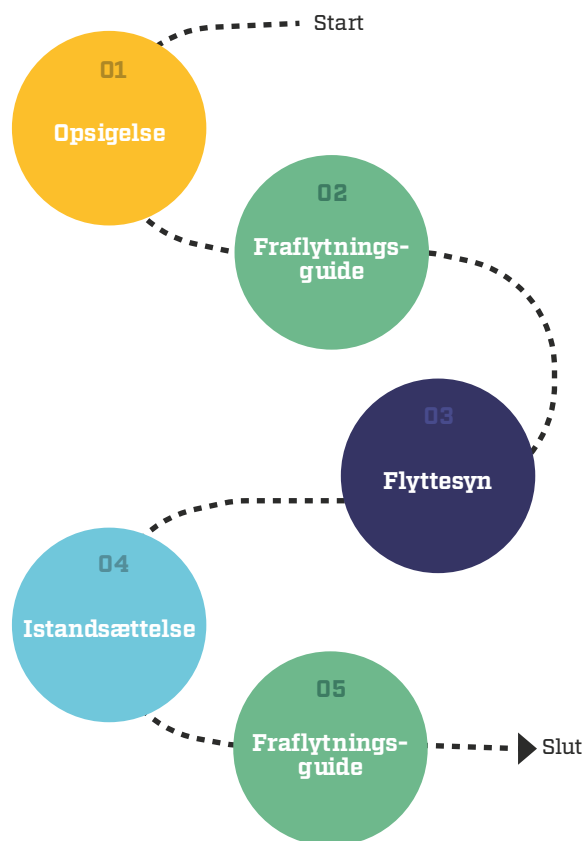 Start
01
Opsigelse
02
Fraflytnings-
guide
03
Flyttesyn
04
Istandsættelse
05
Fraflytnings-
guide
Slut